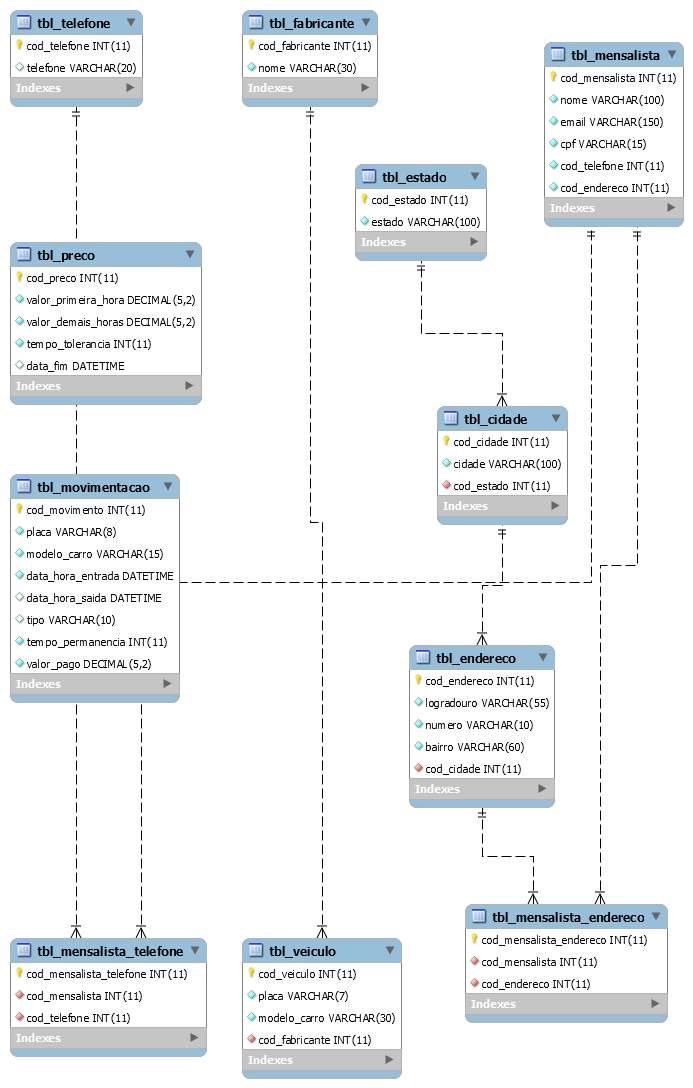 tbl_telefone
cod_telefone INT(11)
telefone VARCHAR(20)
Indexes
tbl_fabricante
cod_fabricante INT(11)
nome VARCHAR(30)
Indexes
tbl_mensalista
cod_mensalista INT(11)
nome VARCHAR(100)
email VARCHAR(150)
cpf VARCHAR(15)
cod_telefone INT(11)
cod_endereco INT(11)
Indexes
tbl_estado
cod_estado INT(11)
estado VARCHAR(100)
Indexes
tbl_preco
cod_preco INT(11)
valor_primeira_hora DECIMAL(5,2)
valor_demais_horas DECIMAL(5,2)
tempo_tolerancia INT(11)
data_fim DATETIME
Indexes
tbl_cidade
cod_cidade INT(11)
cidade VARCHAR(100)
cod_estado INT(11)
Indexes
tbl_movimentacao
cod_movimento INT(11)
placa VARCHAR(8)
modelo_carro VARCHAR(15)
data_hora_entrada DATETIME
data_hora_saida DATETIME
tipo VARCHAR(10)
tempo_permanencia INT(11)
valor_pago DECIMAL(5,2)
Indexes
tbl_endereco
cod_endereco INT(11)
logradouro VARCHAR(55)
numero VARCHAR(10)
bairro VARCHAR(60)
cod_cidade INT(11)
Indexes
tbl_mensalista_endereco
cod_mensalista_endereco INT(11)
cod_mensalista INT(11)
cod_endereco INT(11)
Indexes
tbl_mensalista_telefone
cod_mensalista_telefone INT(11)
cod_mensalista INT(11)
cod_telefone INT(11)
Indexes
tbl_veiculo
cod_veiculo INT(11)
placa VARCHAR(7)
modelo_carro VARCHAR(30)
cod_fabricante INT(11)
Indexes